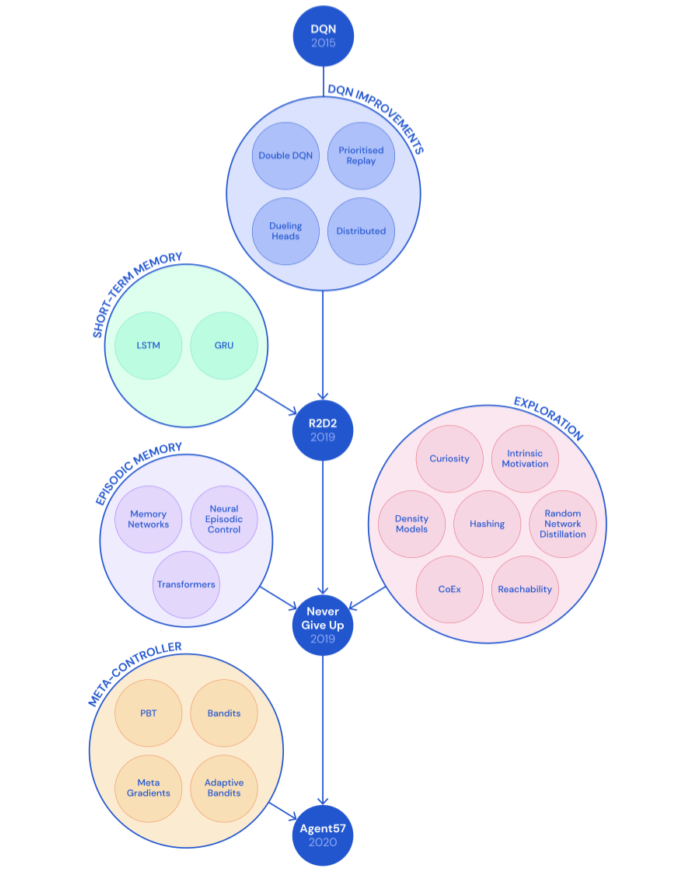 DQN
2015
DQN IMPROVEMENTS
Double DQN
Prioritised
Replay
Dueling
Heads
Distributed
SHORT-TERM MEMORY
LSTM
GRU
R2D2
2019
EXPLORATION
Curiosity
Intrinsic
Motivation
Density
Models
Hashing
Random
Network
Distillation
CoEx
Reachability
EPISODIC MEMORY
Memory
Networks
Neural
Episodic
Control
Transformers
Never
Give Up
2019
META-CONTROLLER
PBT
Bandits
Meta
Gradients
Adaptive
Bandits
Agent57
2020